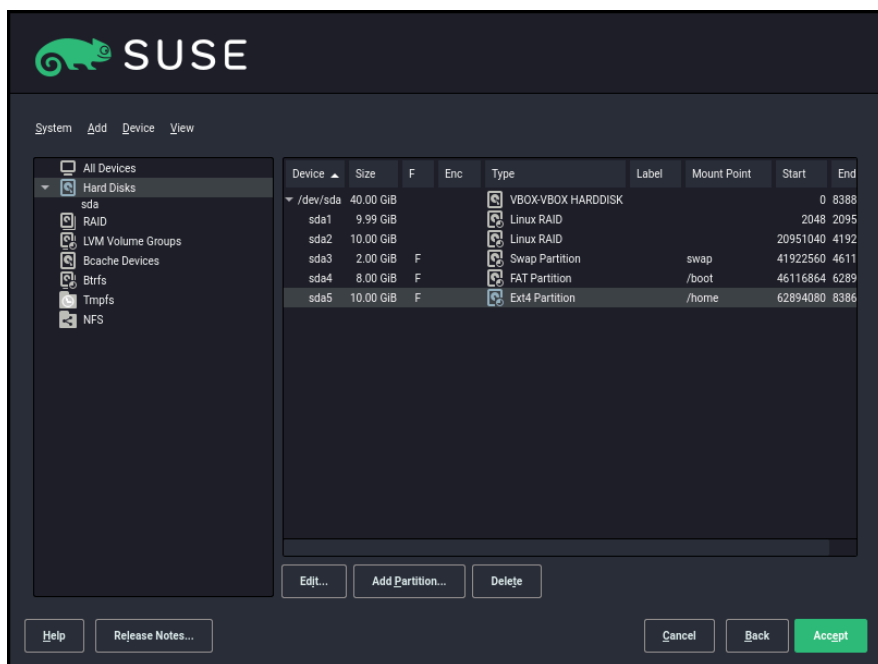 SUSE
System Add Device View
All Devices
Hard Disks
sda
RAID
LVM Volume Groups
Bcache Devices
Btrfs
Tmpfs
NFS
Device Size F Enc Type Label Mount Point Start End
/dev/sda 40.00 GiB VBOX-VBOX HARDDISK 0 8388
sda1 9.99 GiB Linux RAID 2048 2095
sda2 10.00 GiB Linux RAID 20951040 4192
sda3 2.00 GiB F Swap Partition swap 41922560 4611
sda4 8.00 GiB F FAT Partition /boot 46116864 6289
sda5 10.00 GiB F Ext4 Partition /home 62894080 8386
Edit... Add Partition... Delete
Help Release Notes... Cancel Back Accept